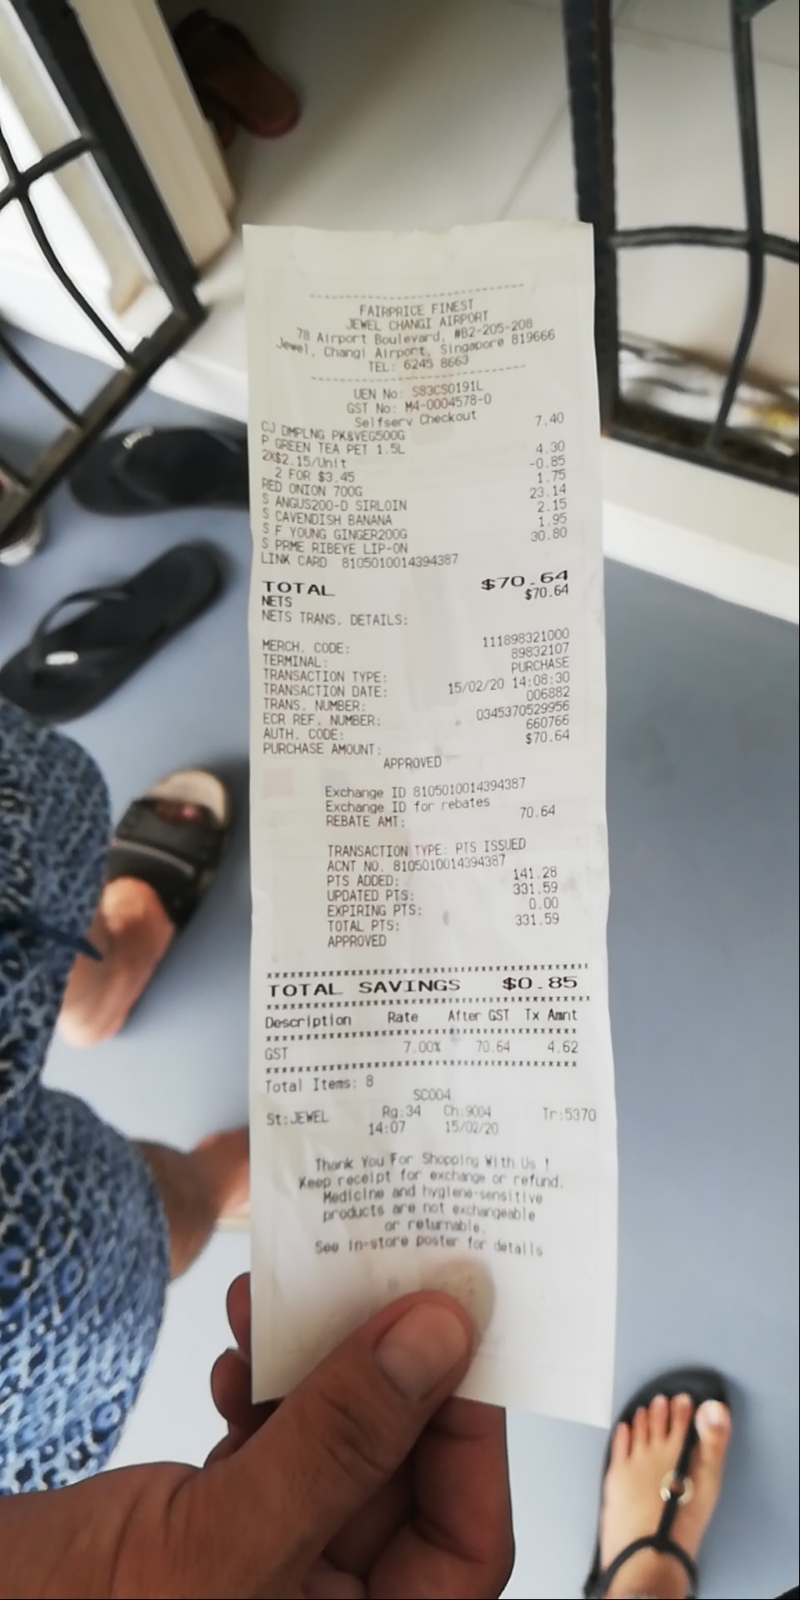 FAIRPRICE FINEST
JEWEL CHANGI AIRPORT
78 Airport Boulevard, #B2-205-208
Jewel, Changi Airport, Singapore 819666
TEL: 6245 8663
UEN No: S83CS0191L
GST No: M4-0004578-0
Selfserv Checkout
CJ DMPLNG PK&VEG500G 7.40
P GREEN TEA PET 1.5L
2X$2.15/Unit 4.30
2 FOR $3.45 -0.85
RED ONION 700G 1.75
S ANGUS200-D SIRLOIN 23.14
S CAVENDISH BANANA 2.15
S F YOUNG GINGER200G 1.95
S PRME RIBEYE LIP-ON 30.80
LINK CARD 8105010014394387
TOTAL $70.64
NETS $70.64
NETS TRANS. DETAILS:
MERCH. CODE: 111898321000
TERMINAL: 89832107
TRANSACTION TYPE: PURCHASE
TRANSACTION DATE: 15/02/20 14:08:30
TRANS. NUMBER: 006882
ECR REF. NUMBER: 0345370529956
AUTH. CODE: 660766
PURCHASE AMOUNT: $70.64
APPROVED
Exchange ID 8105010014394387
Exchange ID for rebates
REBATE AMT: 70.64
TRANSACTION TYPE: PTS ISSUED
ACNT NO. 8105010014394387
PTS ADDED: 141.28
UPDATED PTS: 331.59
EXPIRING PTS: 0.00
TOTAL PTS: 331.59
APPROVED
TOTAL SAVINGS $0.85
Description Rate After GST Tx Amnt
GST 7.00% 70.64 4.62
Total Items: 8
SC004
St:JEWEL Rg:34 Ch:9004 Tr:5370
14:07 15/02/20
Thank You For Shopping With Us !
Keep receipt for exchange or refund.
Medicine and hygiene-sensitive
products are not exchangeable
or returnable.
See in-store poster for details